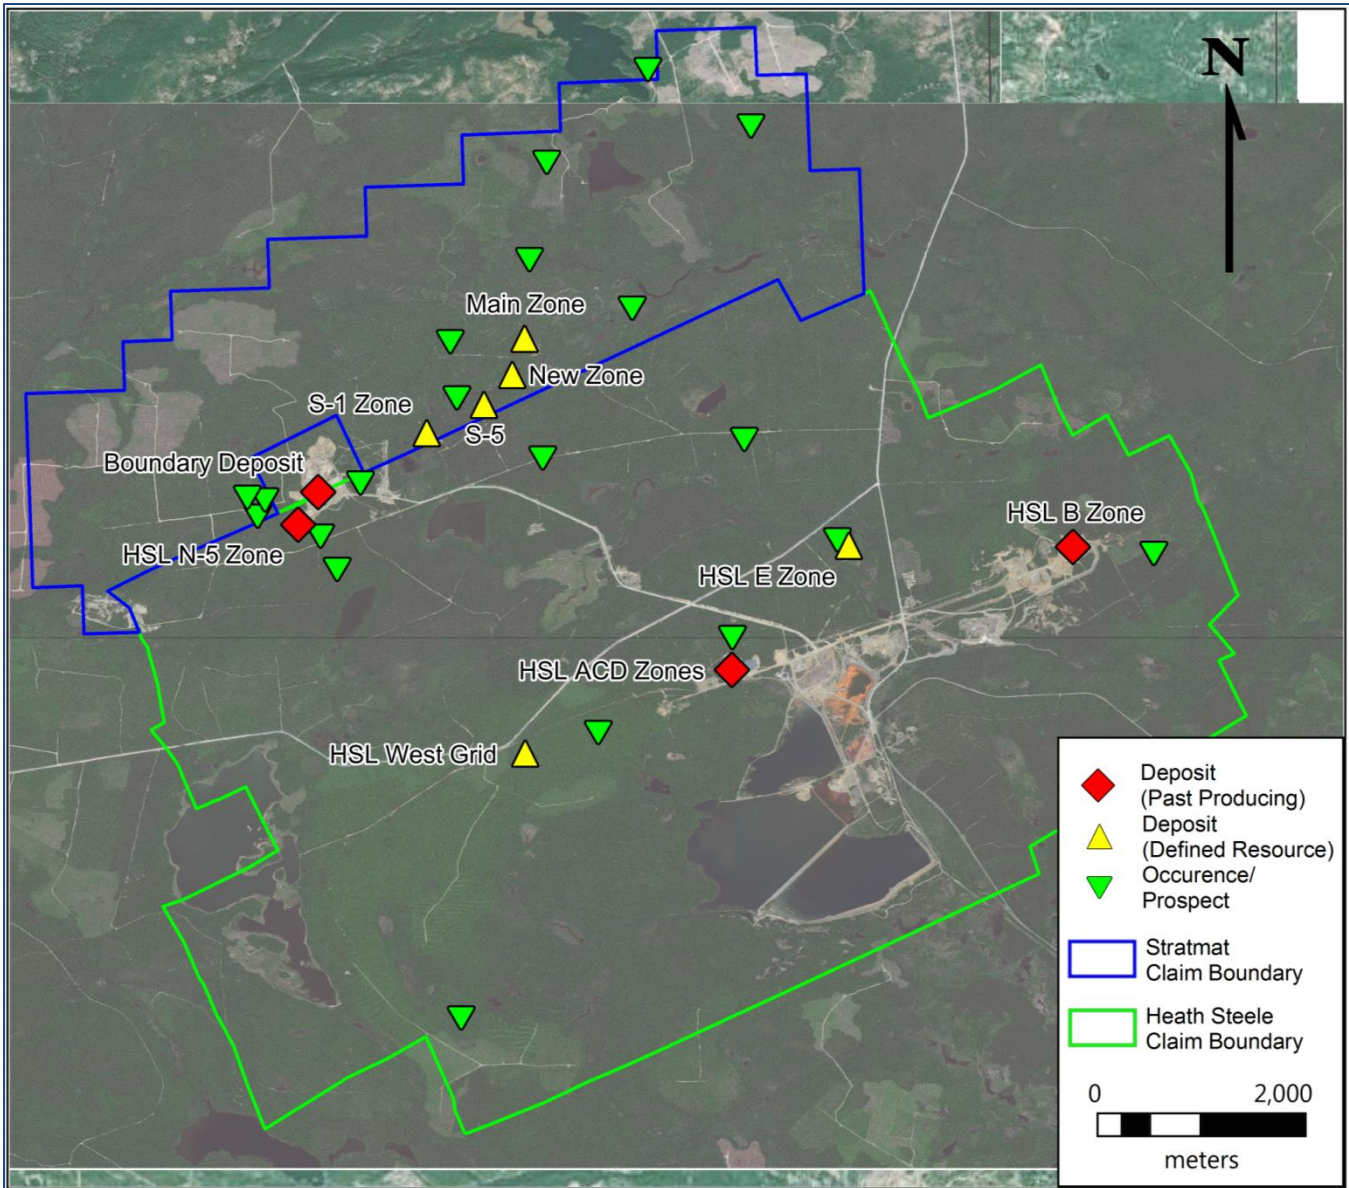 N
Main Zone
New Zone
S-1 Zone
S-5
Boundary Deposit
HSL N-5 Zone
HSL B Zone
HSL E Zone
HSL ACD Zones
HSL West Grid
Deposit
(Past Producing)
Deposit
(Defined Resource)
Occurence/
Prospect
Stratmat
Claim Boundary
Heath Steele
Claim Boundary
0 2,000
meters